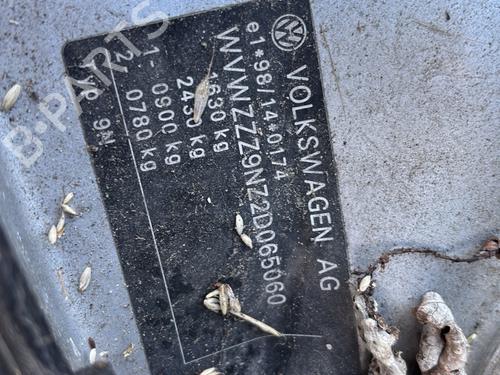 VOLKSWAGEN AG
e1*98/14*0174
WVWZZZ9NZ2D065060
1630 kg
2430 kg
1- 0900 kg
2 0780 kg
9N
B-PARTS